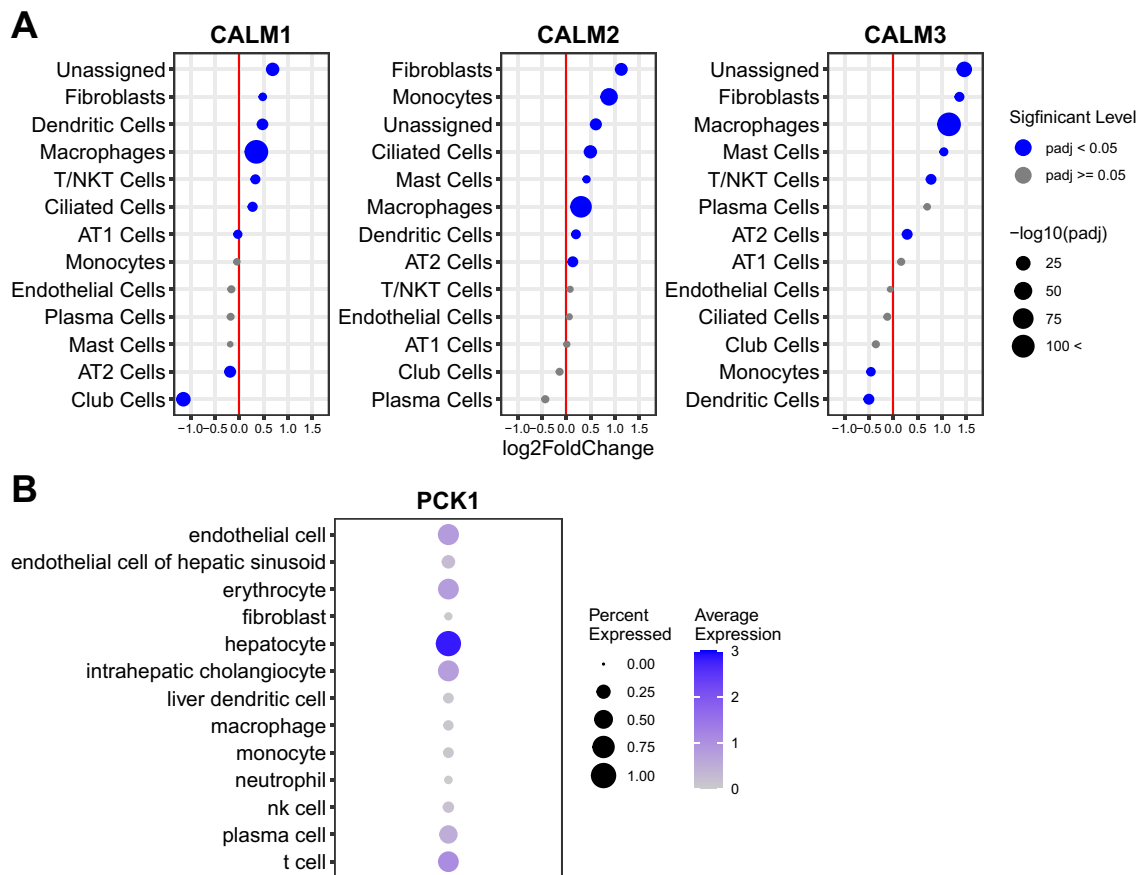 A
CALM1
CALM2
CALM3
Unassigned
Fibroblasts
Dendritic Cells
Macrophages
T/NKT Cells
Ciliated Cells
AT1 Cells
Monocytes
Endothelial Cells
Plasma Cells
Mast Cells
AT2 Cells
Club Cells
−1.0−0.5 0.0 0.5 1.0 1.5
Fibroblasts
Monocytes
Unassigned
Ciliated Cells
Mast Cells
Macrophages
Dendritic Cells
AT2 Cells
T/NKT Cells
Endothelial Cells
AT1 Cells
Club Cells
Plasma Cells
−1.0−0.5 0.0 0.5 1.0 1.5
log2FoldChange
Unassigned
Fibroblasts
Macrophages
Mast Cells
T/NKT Cells
Plasma Cells
AT2 Cells
AT1 Cells
Endothelial Cells
Ciliated Cells
Club Cells
Monocytes
Dendritic Cells
−1.0−0.5 0.0 0.5 1.0 1.5
Sigfinicant Level
padj < 0.05
padj >= 0.05
−log10(padj)
25
50
75
100 <
B
PCK1
endothelial cell
endothelial cell of hepatic sinusoid
erythrocyte
fibroblast
hepatocyte
intrahepatic cholangiocyte
liver dendritic cell
macrophage
monocyte
neutrophil
nk cell
plasma cell
t cell
Percent
Expressed
0.00
0.25
0.50
0.75
1.00
Average
Expression
3
2
1
0